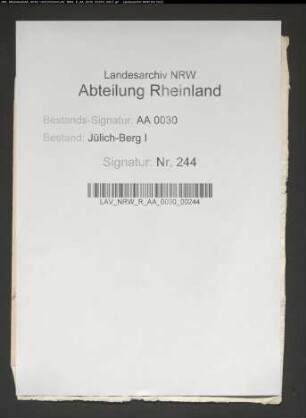 Landesarchiv NRW
Abteilung Rheinland
Bestands-Signatur: AA 0030
Bestand: Jülich-Berg I
Signatur: Nr. 244
LAV_NRW_R_AA_0030_00244